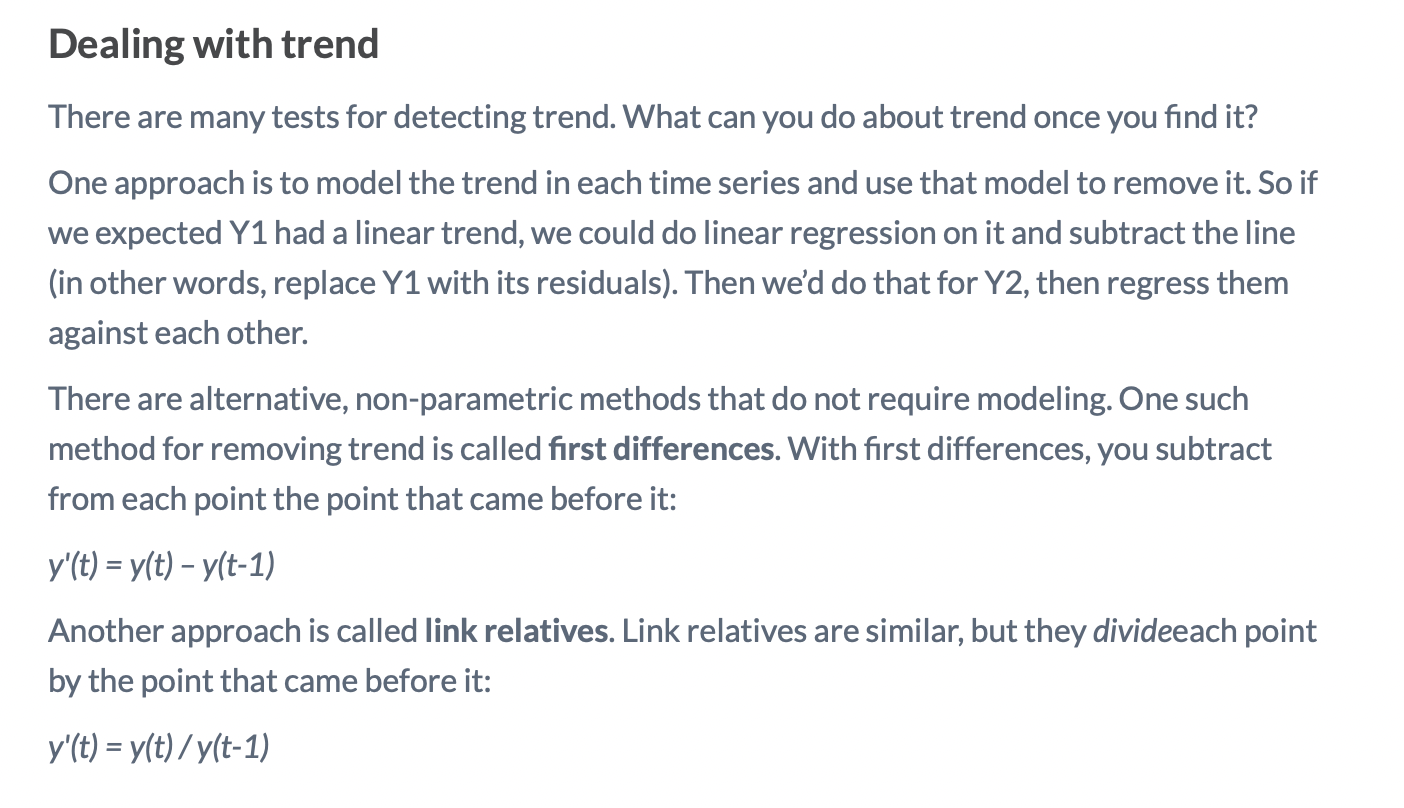 Dealing with trend
There are many tests for detecting trend. What can you do about trend once you find it?
One approach is to model the trend in each time series and use that model to remove it. So if
we expected Y1 had a linear trend, we could do linear regression on it and subtract the line
(in other words, replace Y1 with its residuals). Then we’d do that for Y2, then regress them
against each other.
There are alternative, non-parametric methods that do not require modeling. One such
method for removing trend is called first differences. With first differences, you subtract
from each point the point that came before it:
y'(t) = y(t) – y(t-1)
Another approach is called link relatives. Link relatives are similar, but they divideeach point
by the point that came before it:
y'(t) = y(t) / y(t-1)